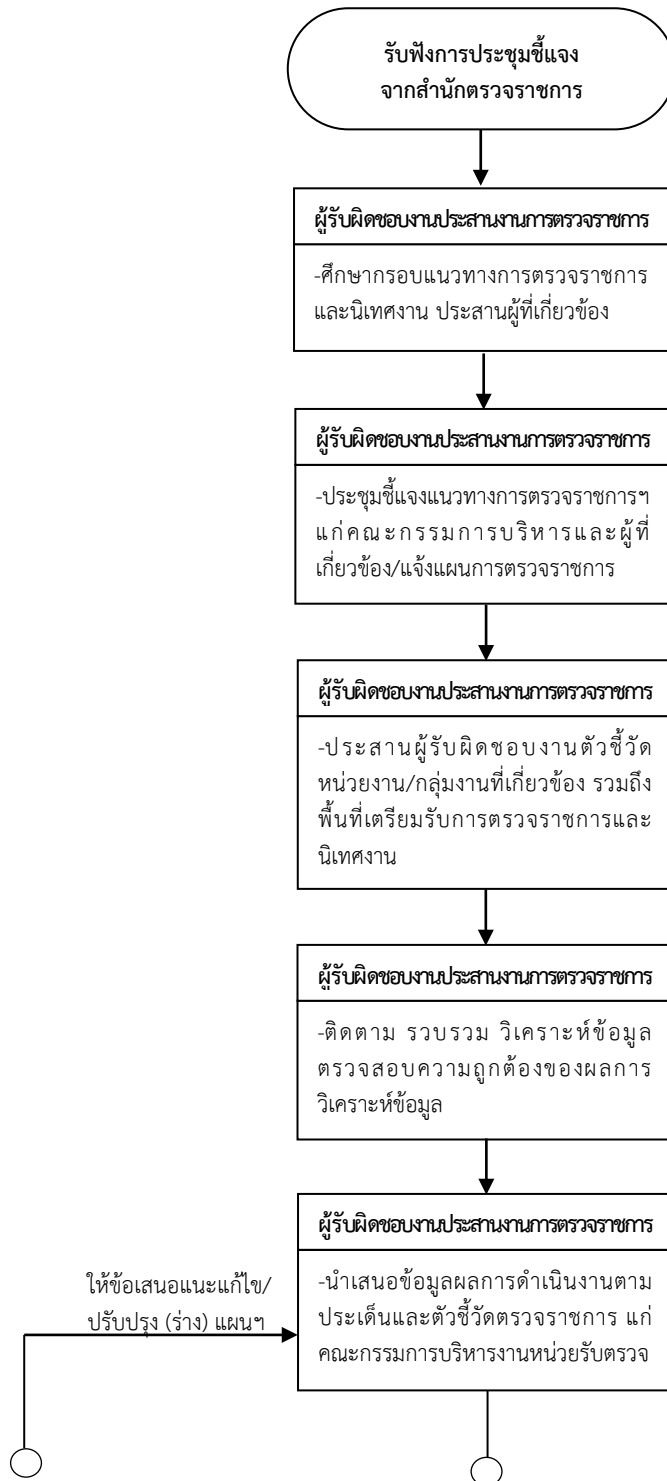 รับฟังการประชุมชี้แจง
จากสำนักตรวจราชการ
ผู้รับผิดชอบงานประสานงานการตรวจราชการ
-ศึกษากรอบแนวทางการตรวจราชการ
และนิเทศงาน ประสานผู้ที่เกี่ยวข้อง
ผู้รับผิดชอบงานประสานงานการตรวจราชการ
-ประชุมชี้แจงแนวทางการตรวจราชการฯ
แก่คณะกรรมการบริหารและผู้ที่
เกี่ยวข้อง/แจ้งแผนการตรวจราชการ
ผู้รับผิดชอบงานประสานงานการตรวจราชการ
-ประสานผู้รับผิดชอบงานตัวชี้วัด
หน่วยงาน/กลุ่มงานที่เกี่ยวข้อง รวมถึง
พื้นที่เตรียมรับการตรวจราชการและ
นิเทศงาน
ผู้รับผิดชอบงานประสานงานการตรวจราชการ
-ติดตาม รวบรวม วิเคราะห์ข้อมูล
ตรวจสอบความถูกต้องของผลการ
วิเคราะห์ข้อมูล
ผู้รับผิดชอบงานประสานงานการตรวจราชการ
-นำเสนอข้อมูลผลการดำเนินงานตาม
ประเด็นและตัวชี้วัดตรวจราชการ แก่
คณะกรรมการบริหารงานหน่วยรับตรวจ
ให้ข้อเสนอแนะแก้ไข/
ปรับปรุง (ร่าง) แผนฯ